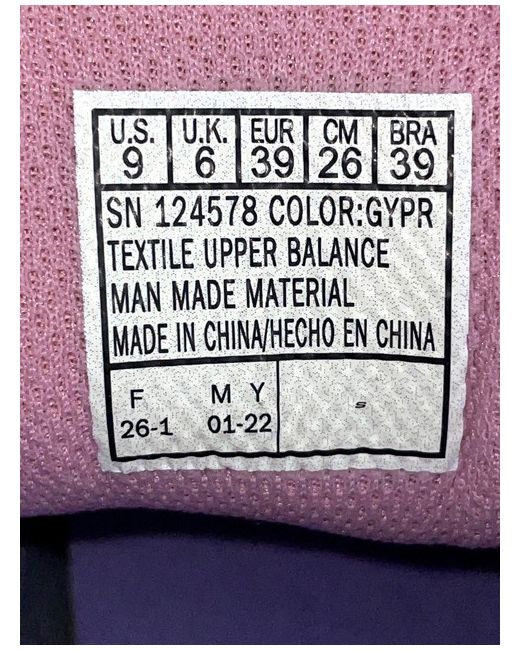 U.S. U.K. EUR CM BRA
9 6 39 26 39
SN 124578 COLOR:GYPR
TEXTILE UPPER BALANCE
MAN MADE MATERIAL
MADE IN CHINA/HECHO EN CHINA
F M Y
26-1 01-22
S